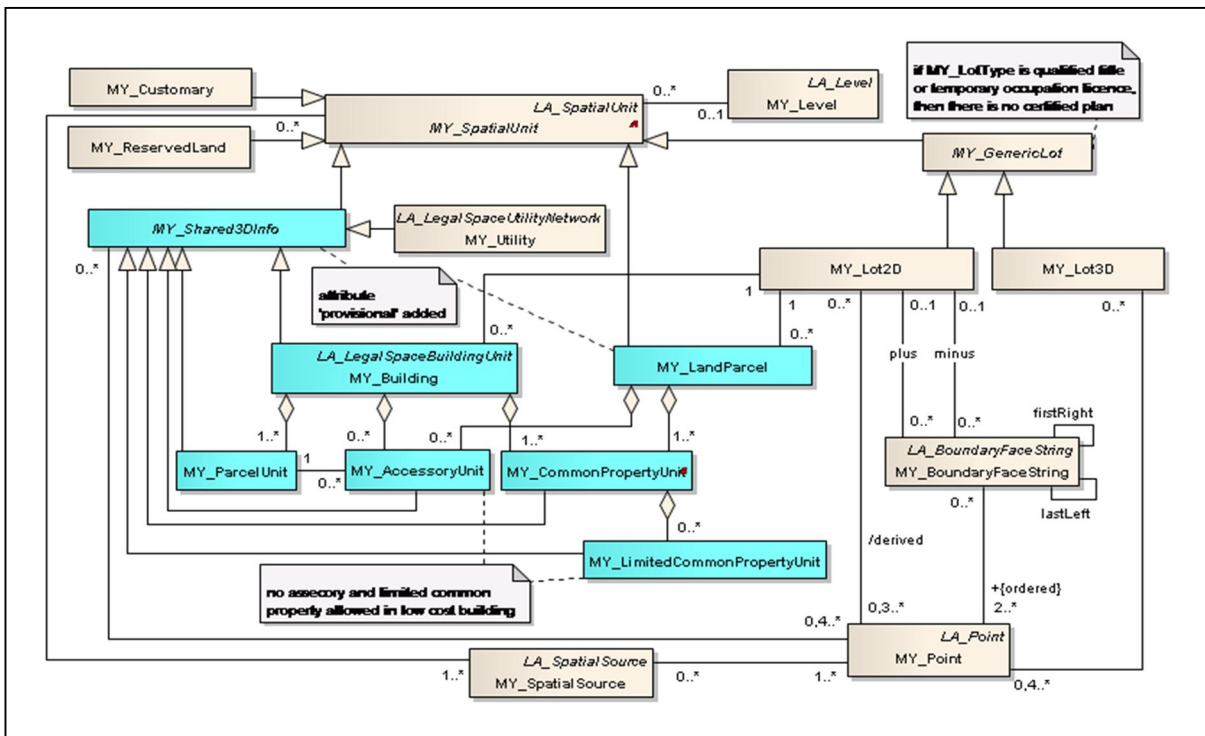 MY_Customary
MY_ReservedLand
LA_SpatialUnit
MY_SpatialUnit
0..*
0..*
0..1
LA_Level
MY_Level
if MY_LotType is qualified title
or temporary occupation licence,
then there is no certified plan
MY_GenericLot
MY_Shared3DInfo
0..*
LA_LegalSpaceUtilityNetwork
MY_Utility
attribute
'provisional' added
MY_Lot2D
MY_Lot3D
1
1
0..*
0..1
0..1
0..*
0..*
0..*
plus
minus
LA_LegalSpaceBuildingUnit
MY_Building
MY_LandParcel
1..*
0..*
0..*
1..*
1..*
0..*
0..*
firstRight
MY_ParcelUnit
1
0..*
MY_AccessoryUnit
MY_CommonPropertyUnit
LA_BoundaryFaceString
MY_BoundaryFaceString
0..*
lastLeft
0..*
MY_LimitedCommonPropertyUnit
/derived
no assecory and limited common
property allowed in low cost building
+{ordered}
0,4..*
0,3..*
2..*
LA_Point
MY_Point
LA_SpatialSource
MY_SpatialSource
1..*
0..*
1..*
0,4..*